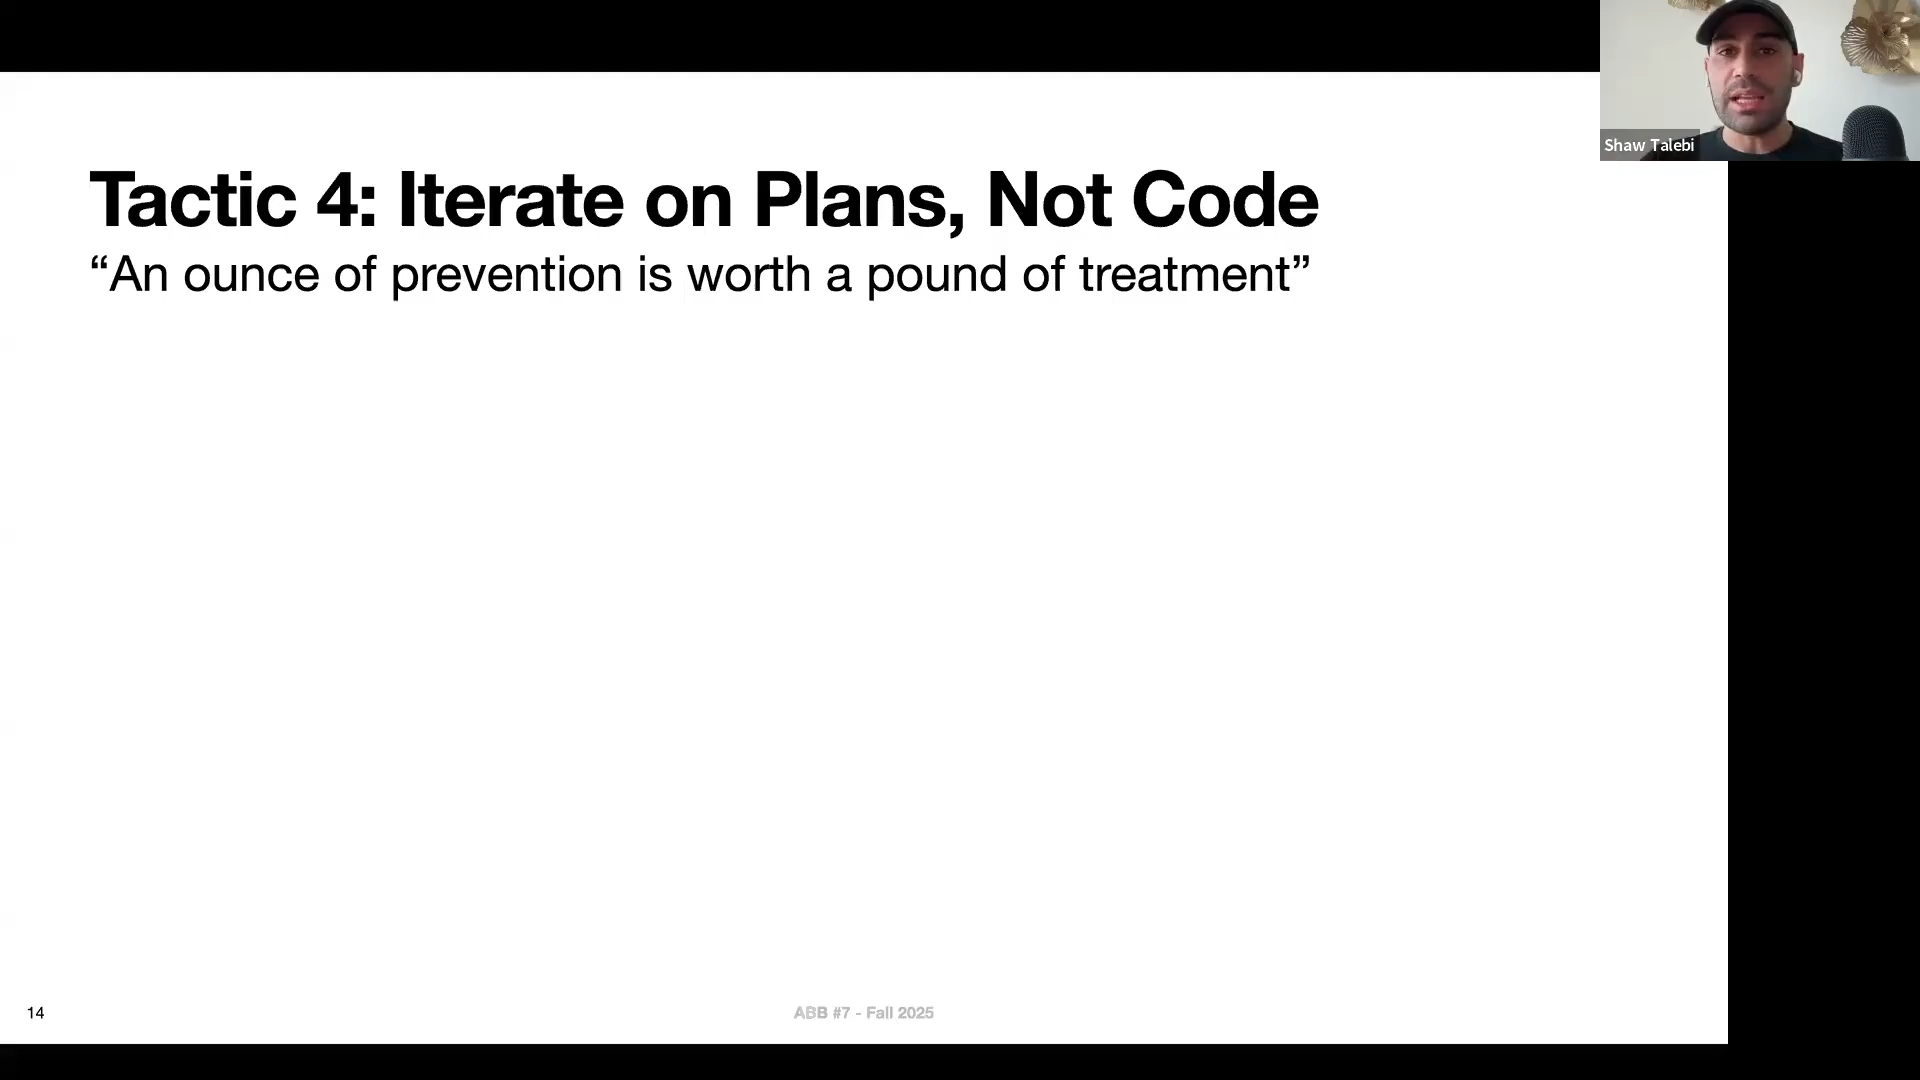 Shaw Talebi
Tactic 4: Iterate on Plans, Not Code
“An ounce of prevention is worth a pound of treatment”
14
ABB #7 - Fall 2025